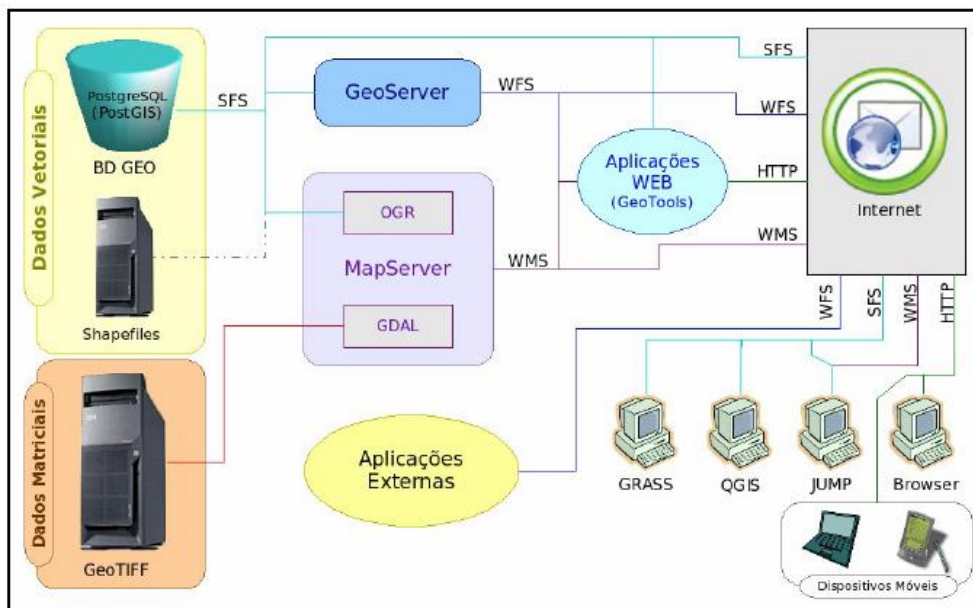 Dados Vetoriais
PostgreSQL
(PostGIS)
BD GEO
SFS
Shapefiles
Dados Matriciais
GeoTIFF
GeoServer
WFS
OGR
MapServer
GDAL
WMS
Aplicações
WEB
(GeoTools)
SFS
WFS
HTTP
WMS
Internet
WFS
SFS
WMS
HTTP
Aplicações
Externas
GRASS
QGIS
JUMP
Browser
Dispositivos Móveis